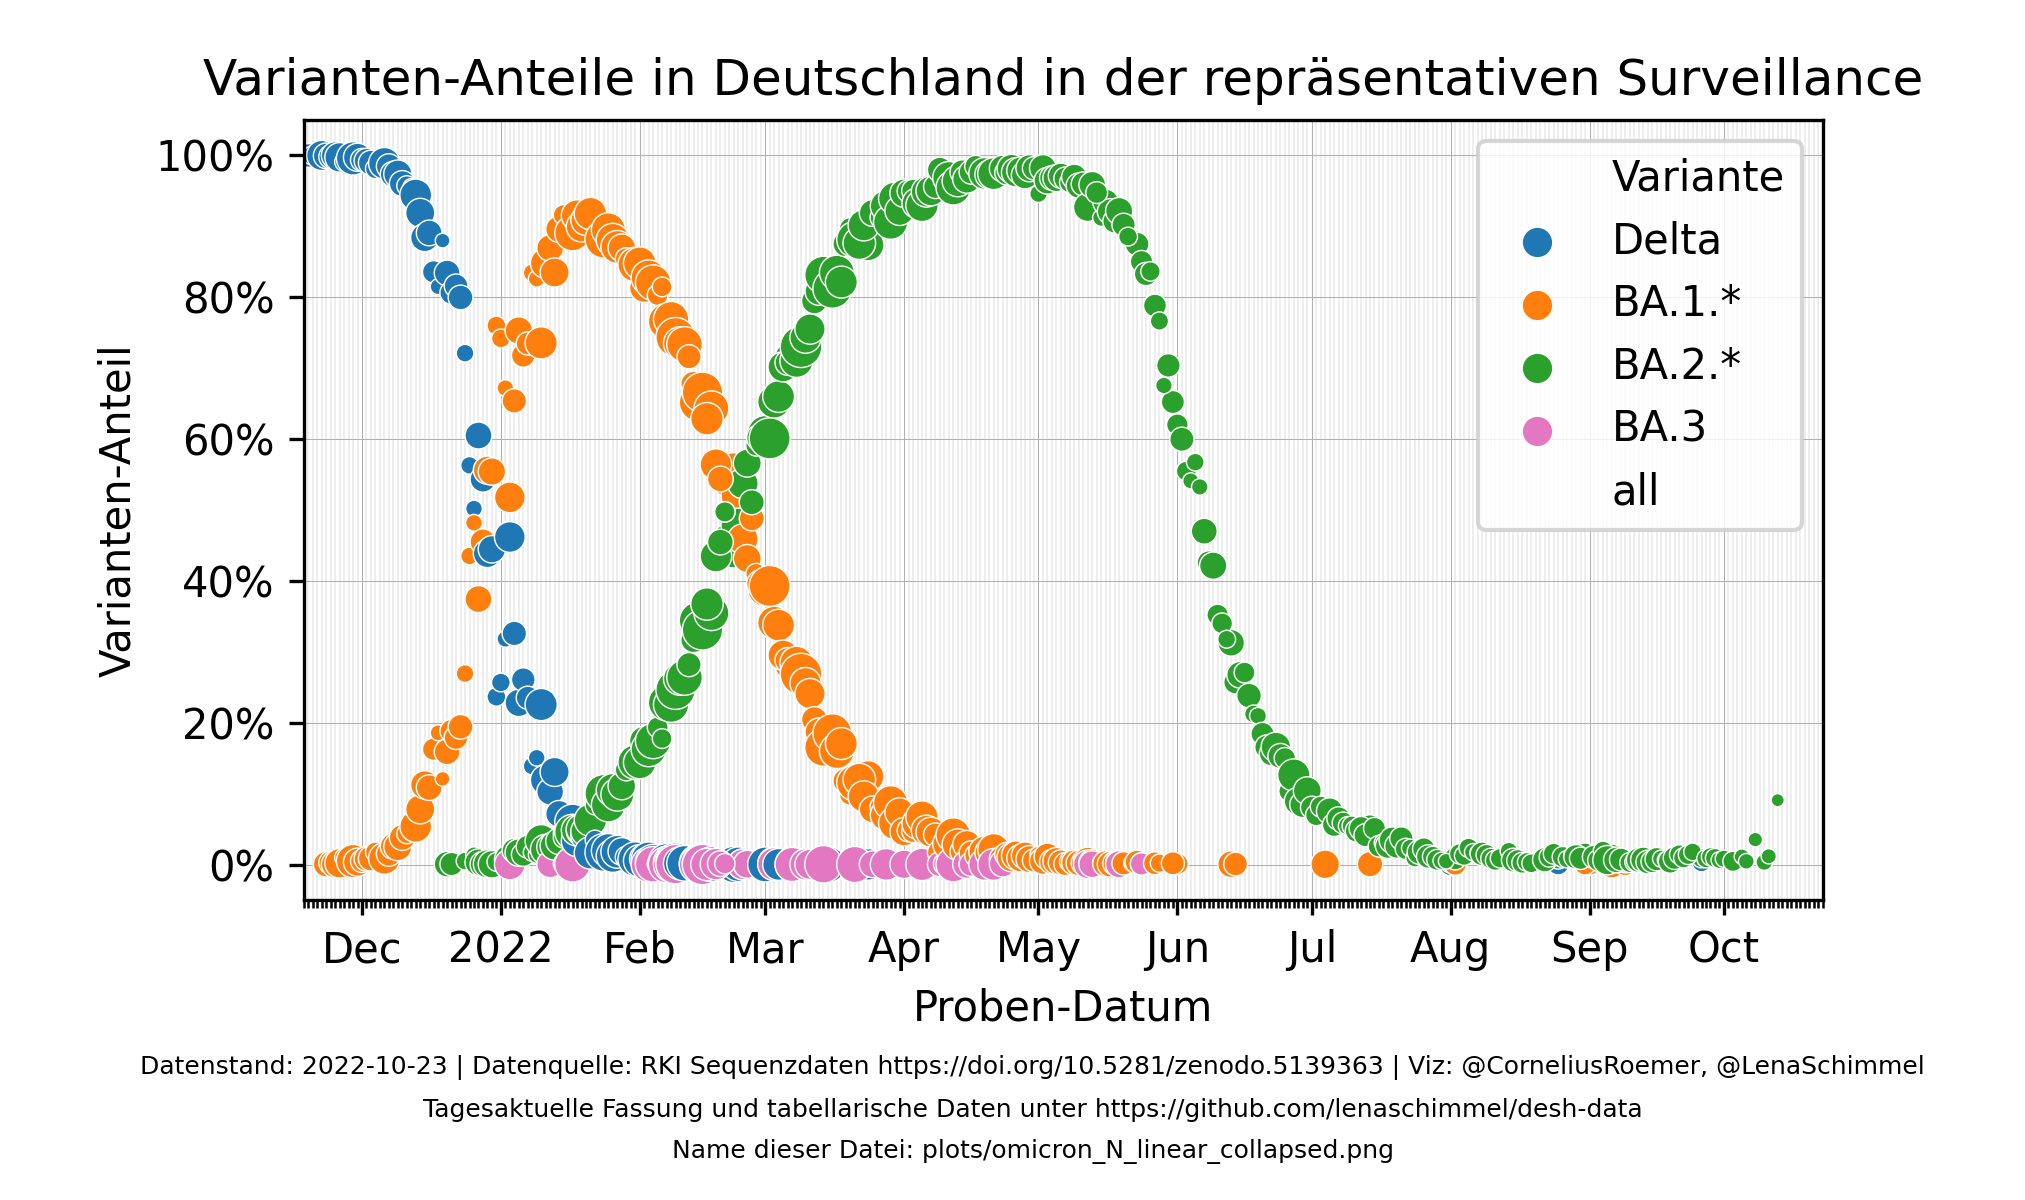 Varianten-Anteile in Deutschland in der repräsentativen Surveillance
Varianten-Anteil
100%
80%
60%
40%
20%
0%
Variante
Delta
BA.1.*
BA.2.*
BA.3
all
Dec 2022 Feb Mar Apr May Jun Jul Aug Sep Oct
Proben-Datum
Datenstand: 2022-10-23 | Datenquelle: RKI Sequenzdaten https://doi.org/10.5281/zenodo.5139363 | Viz: @CorneliusRoemer, @LenaSchimmel
Tagesaktuelle Fassung und tabellarische Daten unter https://github.com/lenaschimmel/desh-data
Name dieser Datei: plots/omicron_N_linear_collapsed.png